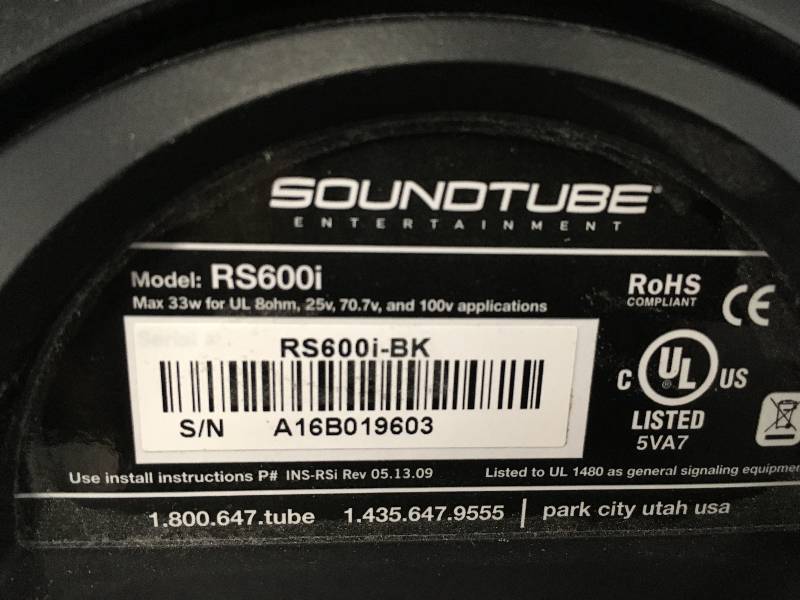 SOUNDTUBE®
ENTERTAINMENT
Model: RS600i
Max 33w for UL 8ohm, 25v, 70.7v, and 100v applications
RoHS
COMPLIANT
CE
Serial #:
RS600i-BK
S/N A16B019603
C UL US
LISTED
5VA7
Use install instructions P# INS-RSi Rev 05.13.09
Listed to UL 1480 as general signaling equipme
1.800.647.tube 1.435.647.9555 | park city utah usa